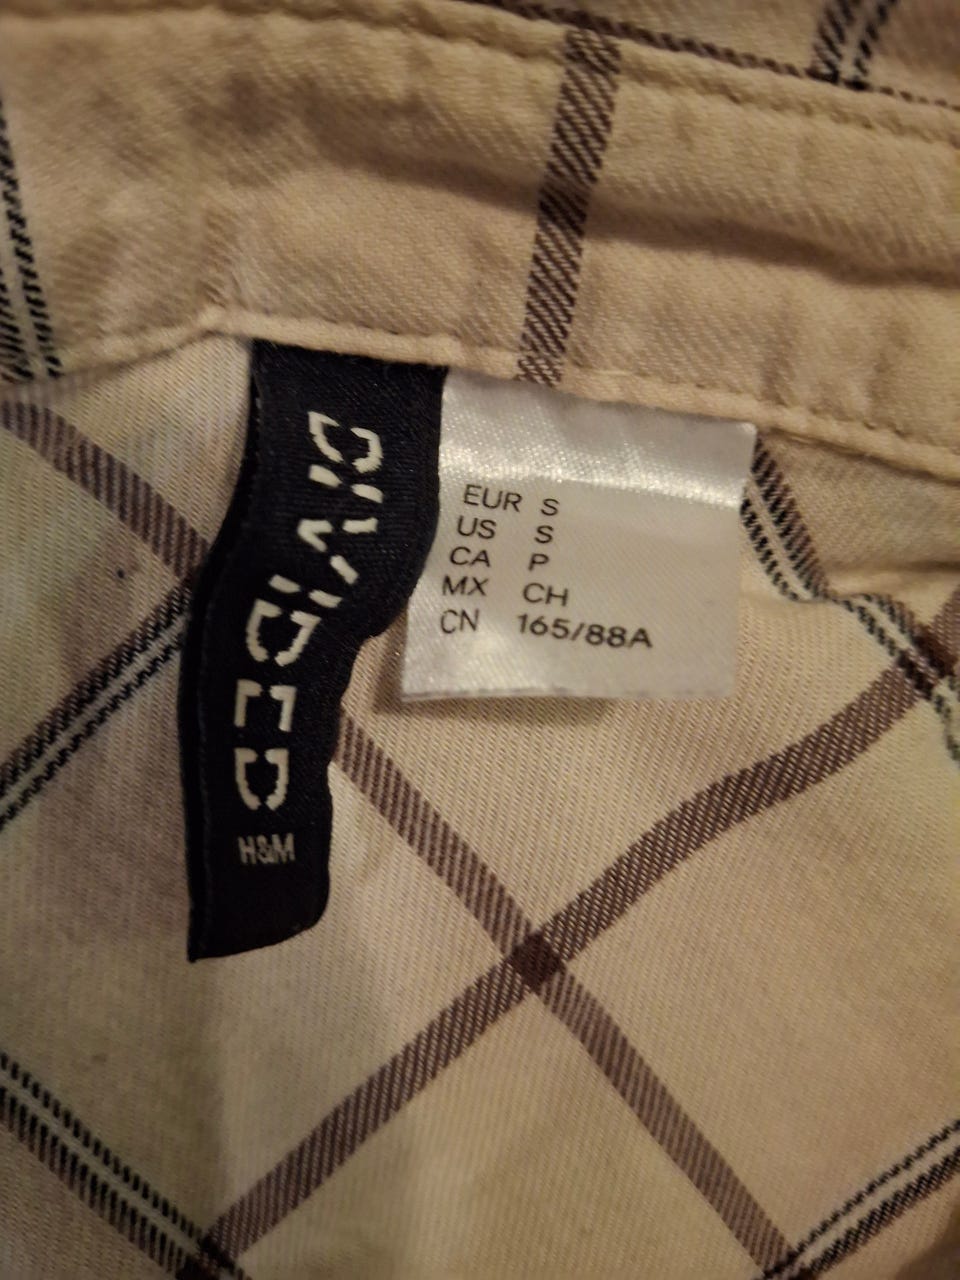 DIVIDED
H&M
EUR S
US S
CA P
MX CH
CN 165/88A